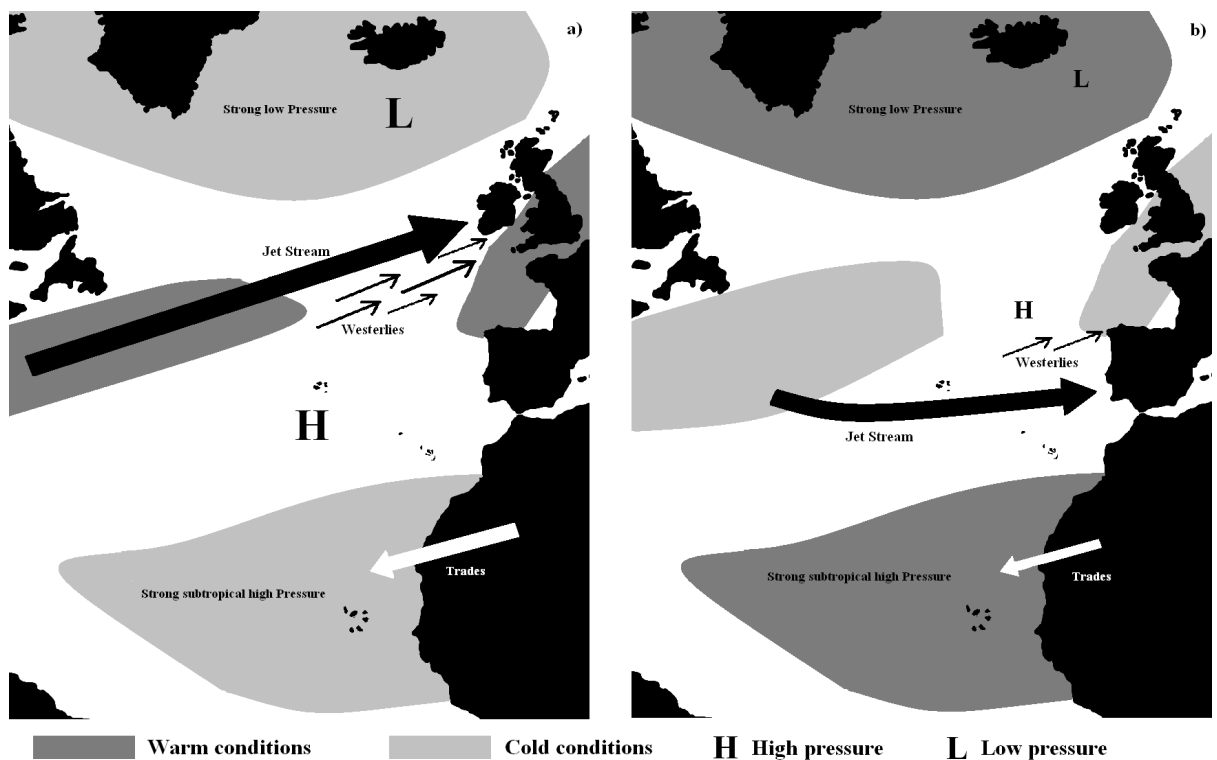 a)
Strong low Pressure
L
Jet Stream
Westerlies
H
Trades
Strong subtropical high Pressure
b)
L
Strong low Pressure
H
Westerlies
Jet Stream
Strong subtropical high Pressure
Trades
Warm conditions Cold conditions H High pressure L Low pressure